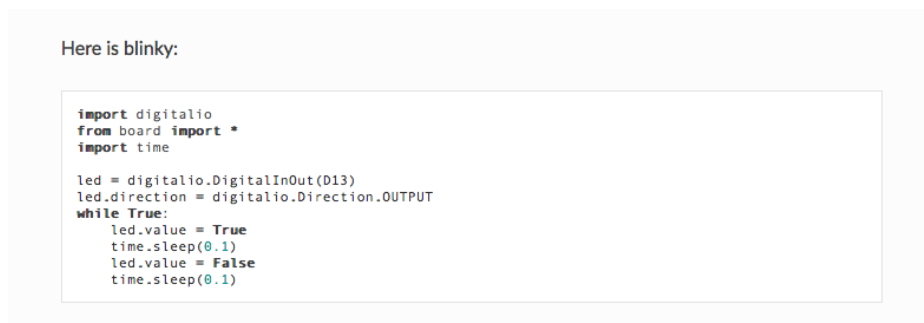 Here is blinky:
import digitalio
from board import *
import time

led = digitalio.DigitalInOut(D13)
led.direction = digitalio.Direction.OUTPUT
while True:
    led.value = True
    time.sleep(0.1)
    led.value = False
    time.sleep(0.1)